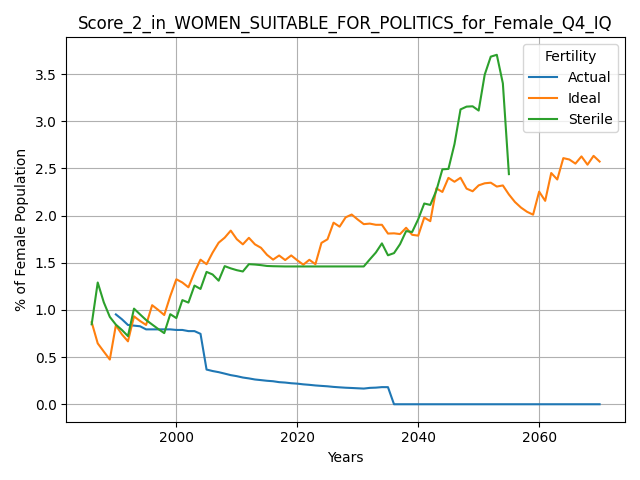 Score_2_in_WOMEN_SUITABLE_FOR_POLITICS_for_Female_Q4_IQ
Fertility
Actual
Ideal
Sterile
% of Female Population
3.5
3.0
2.5
2.0
1.5
1.0
0.5
0.0
2000
2020
2040
2060
Years